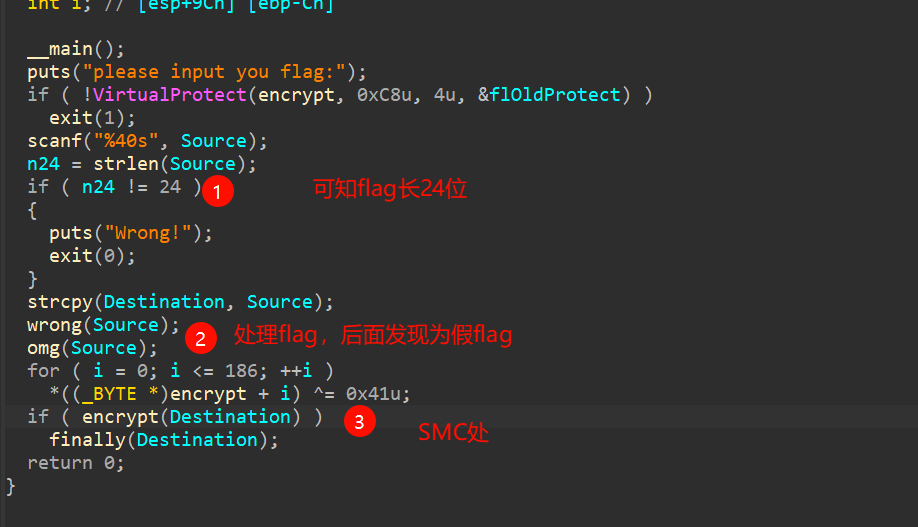 int i; // [esp+9Ch] [ebp-Ch]
__main();
puts("please input you flag:");
if ( !VirtualProtect(encrypt, 0xC8u, 4u, &flOldProtect) )
exit(1);
scanf("%40s", Source);
n24 = strlen(Source);
if ( n24 != 24 ) 1 可知flag长24位
{
puts("Wrong!");
exit(0);
}
strcpy(Destination, Source);
wrong(Source); 2 处理flag，后面发现为假flag
omg(Source);
for ( i = 0; i <= 186; ++i )
*((_BYTE *)encrypt + i) ^= 0x41u;
if ( encrypt(Destination) ) 3 SMC处
finally(Destination);
return 0;
}